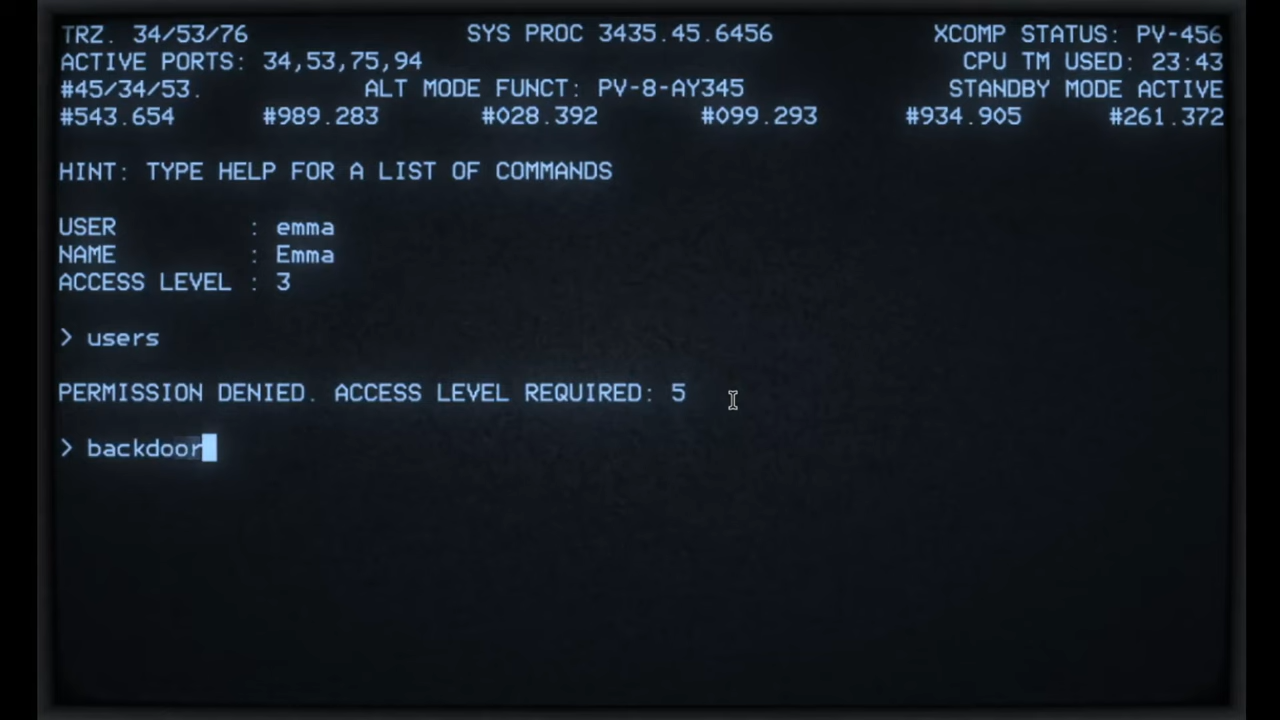 TRZ. 34/53/76 SYS PROC 3435.45.6456 XCOMP STATUS: PV-456
ACTIVE PORTS: 34,53,75,94 CPU TM USED: 23:43
#45/34/53. ALT MODE FUNCT: PV-8-AY345 STANDBY MODE ACTIVE
#543.654 #989.283 #028.392 #099.293 #934.905 #261.372
HINT: TYPE HELP FOR A LIST OF COMMANDS
USER : emma
NAME : Emma
ACCESS LEVEL : 3
> users
PERMISSION DENIED. ACCESS LEVEL REQUIRED: 5
> backdoor